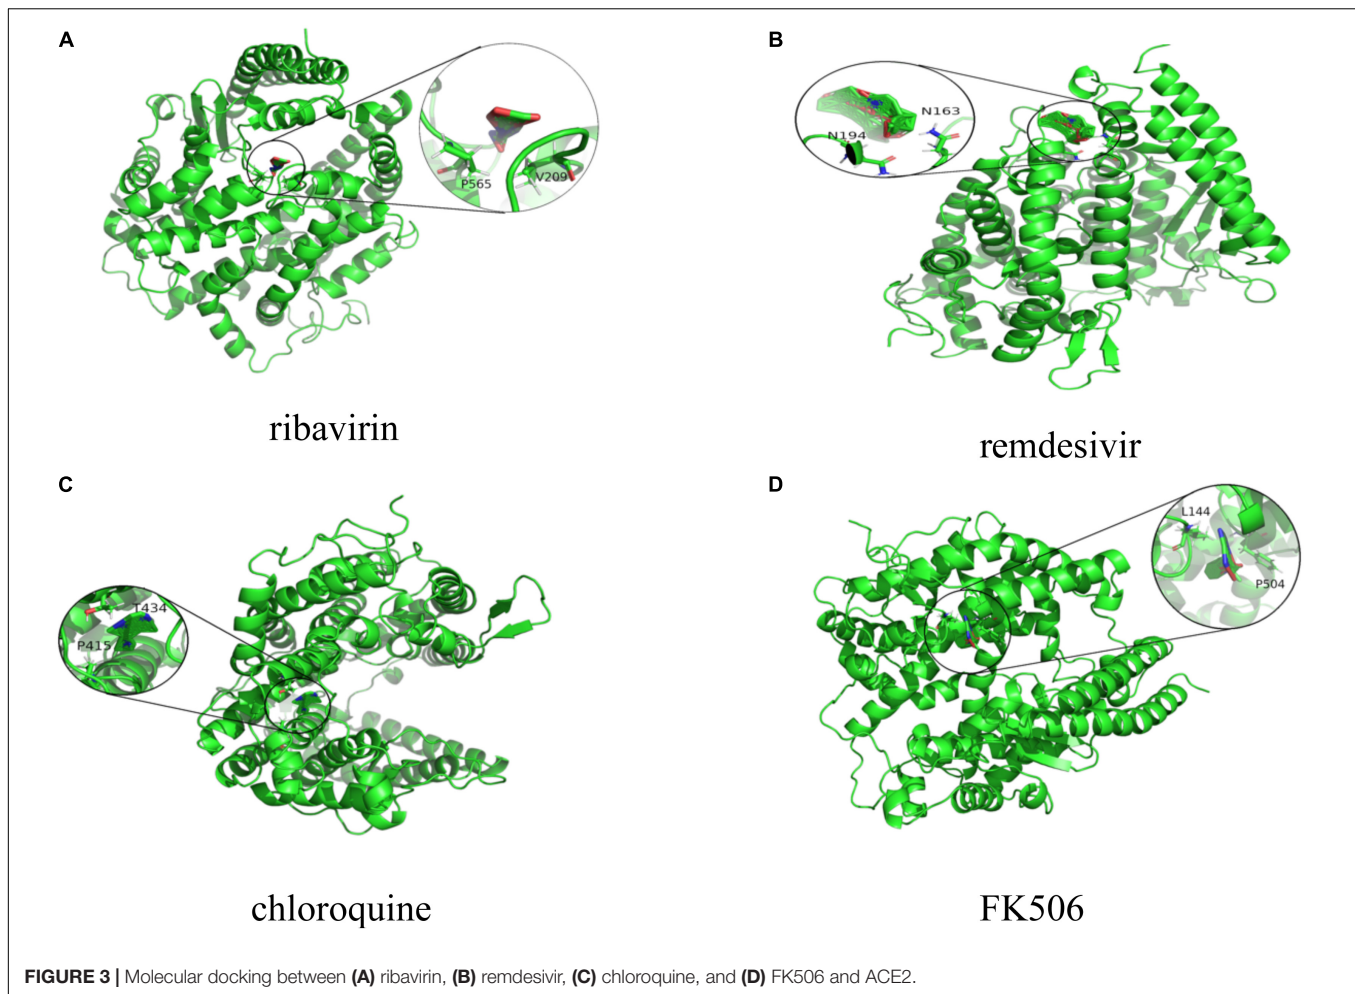 A
P565
V209
ribavirin
B
N163
N194
remdesivir
C
T434
P415
chloroquine
D
L144
P504
FK506
FIGURE 3 | Molecular docking between (A) ribavirin, (B) remdesivir, (C) chloroquine, and (D) FK506 and ACE2.